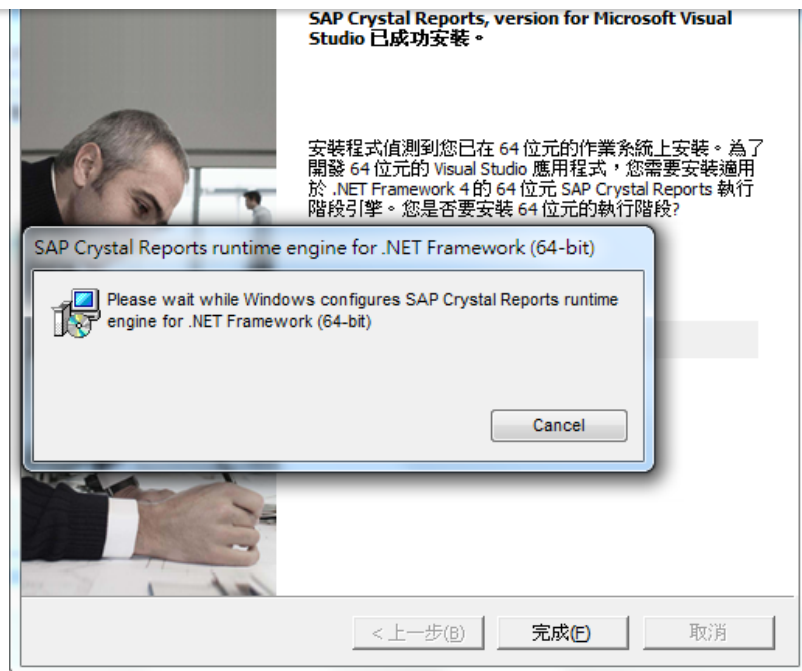 SAP Crystal Reports, version for Microsoft Visual
Studio 已成功安裝。
安裝程式偵測到您已在 64 位元的作業系統上安裝。為了
開發 64 位元的 Visual Studio 應用程式，您需要安裝適用
於 .NET Framework 4 的 64 位元 SAP Crystal Reports 執行
階段引擎。您是否要安裝 64 位元的執行階段?
SAP Crystal Reports runtime engine for .NET Framework (64-bit)
Please wait while Windows configures SAP Crystal Reports runtime
engine for .NET Framework (64-bit)
Cancel
<上一步(B)
完成(F)
取消